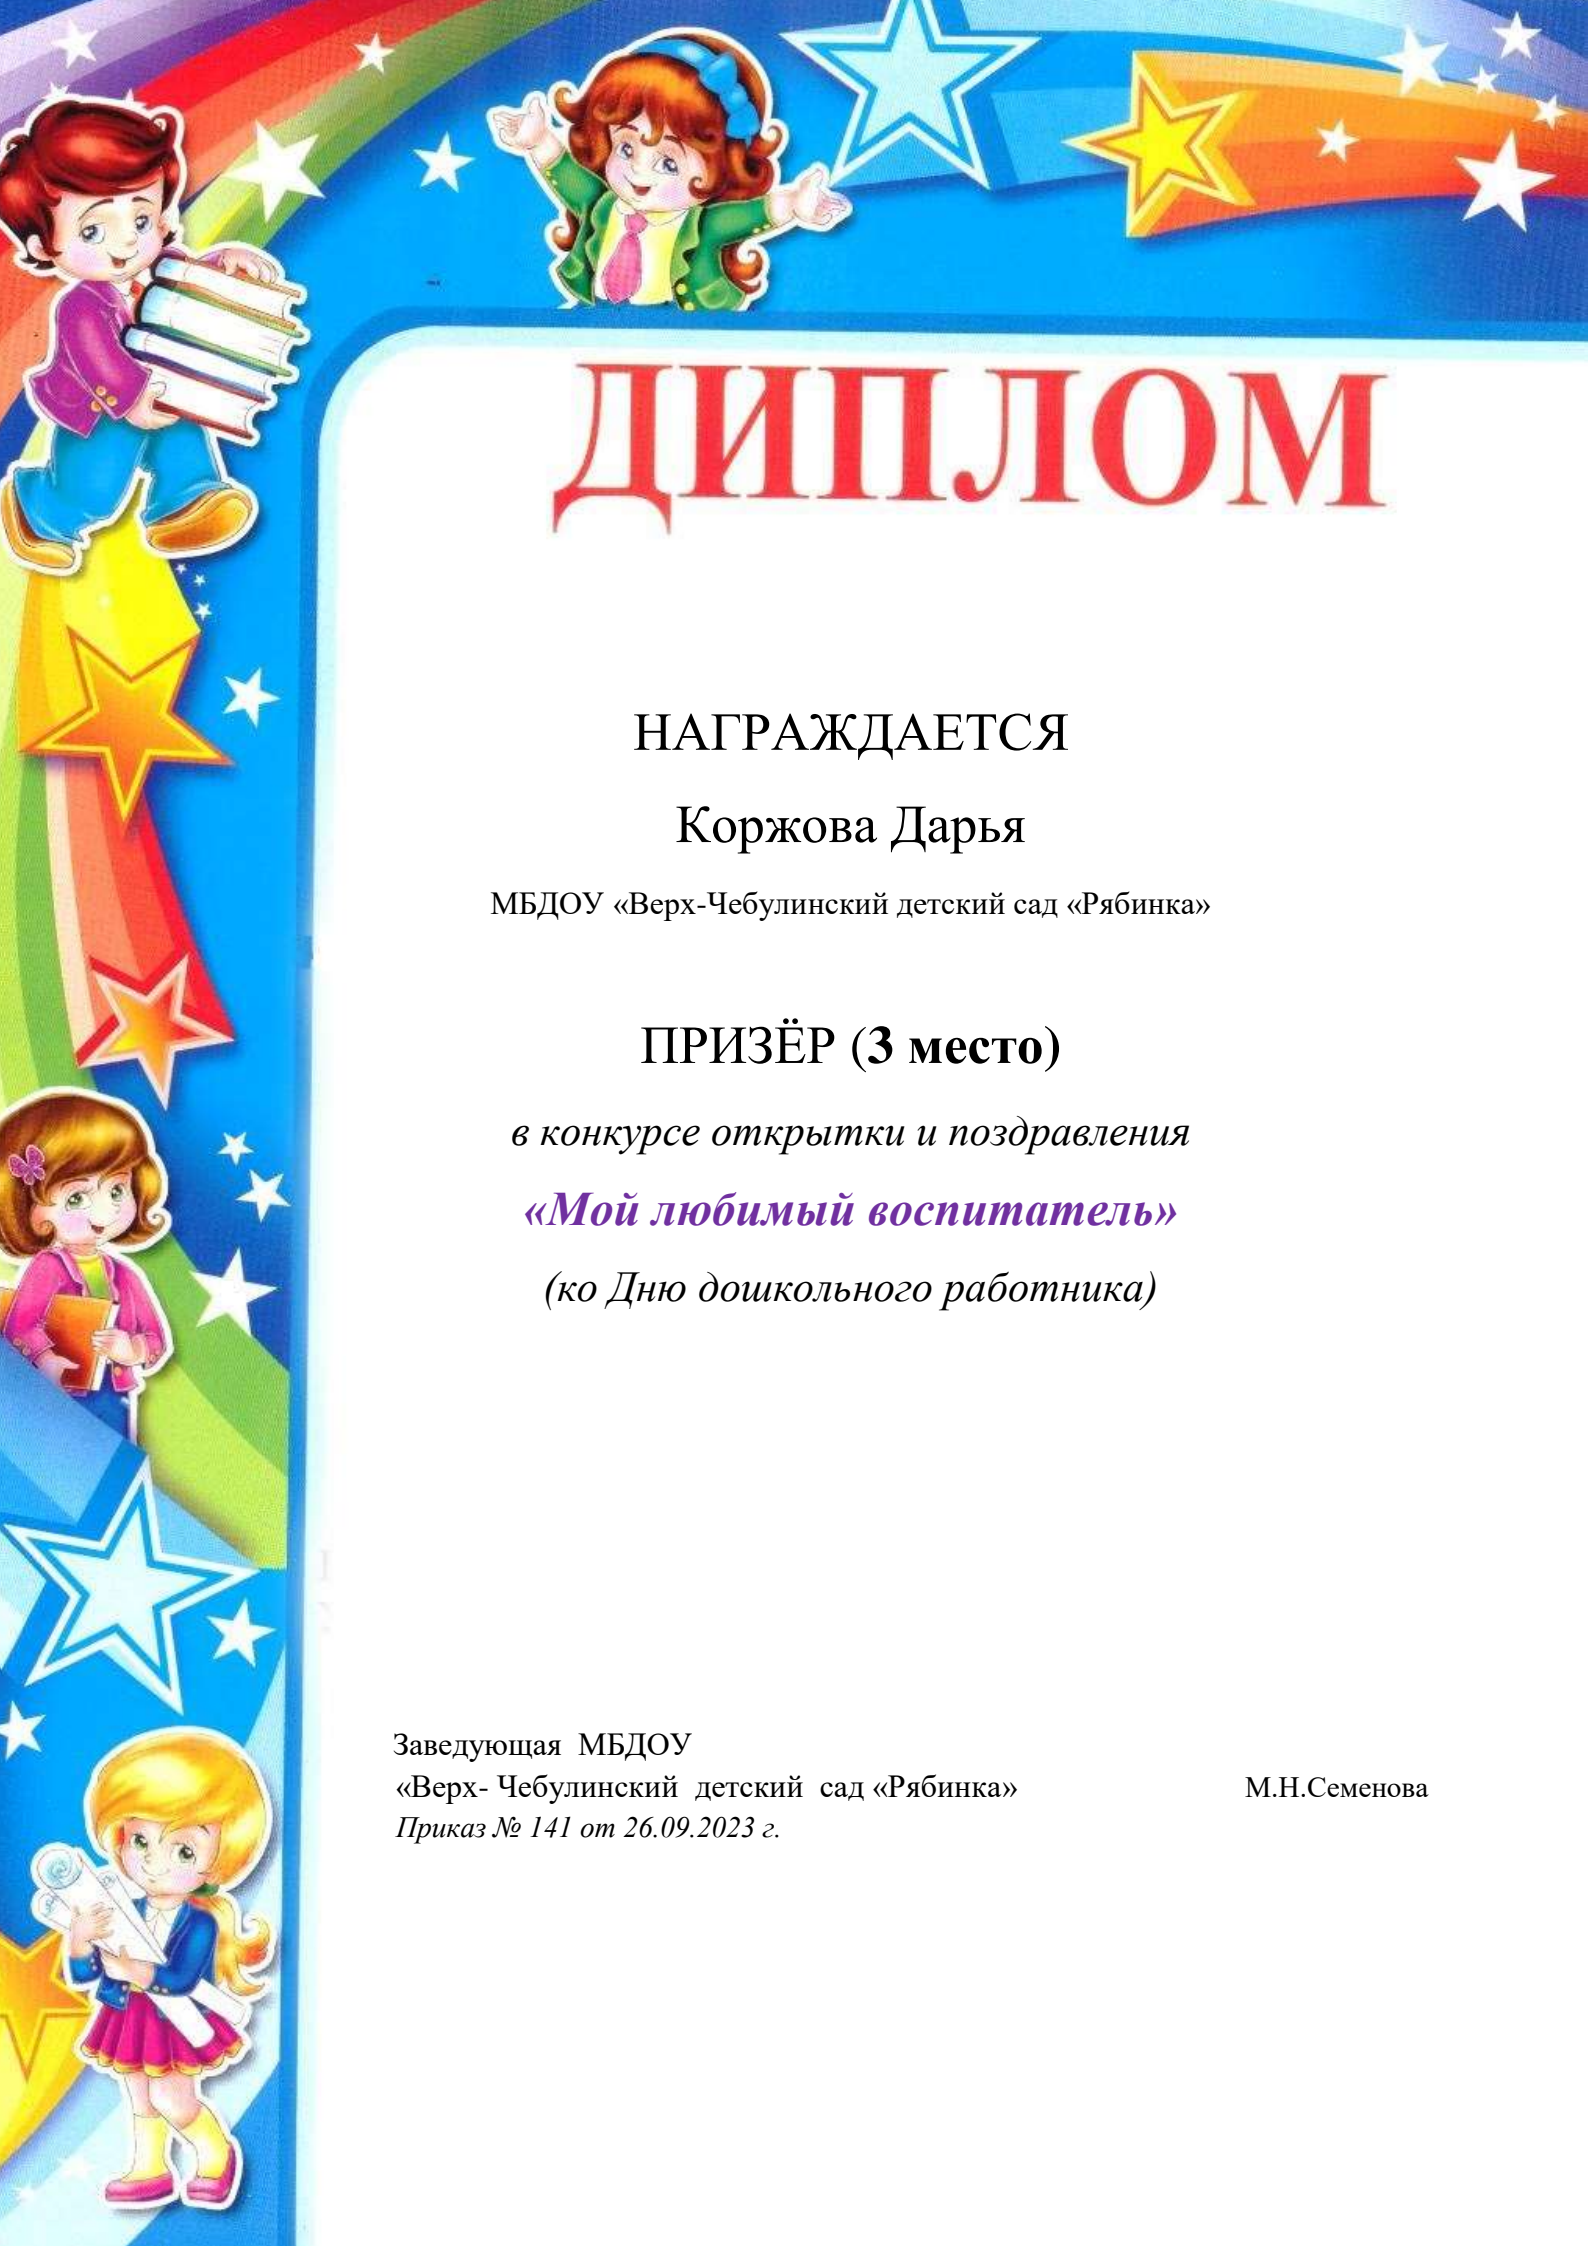 ДИПЛОМ
НАГРАЖДАЕТСЯ
Коржова Дарья
МБДОУ «Верх-Чебулинский детский сад «Рябинка»
ПРИЗЁР (3 место)
в конкурсе открытки и поздравления
«Мой любимый воспитатель»
(ко Дню дошкольного работника)
Заведующая МБДОУ
«Верх- Чебулинский детский сад «Рябинка» М.Н.Семенова
Приказ № 141 от 26.09.2023 г.